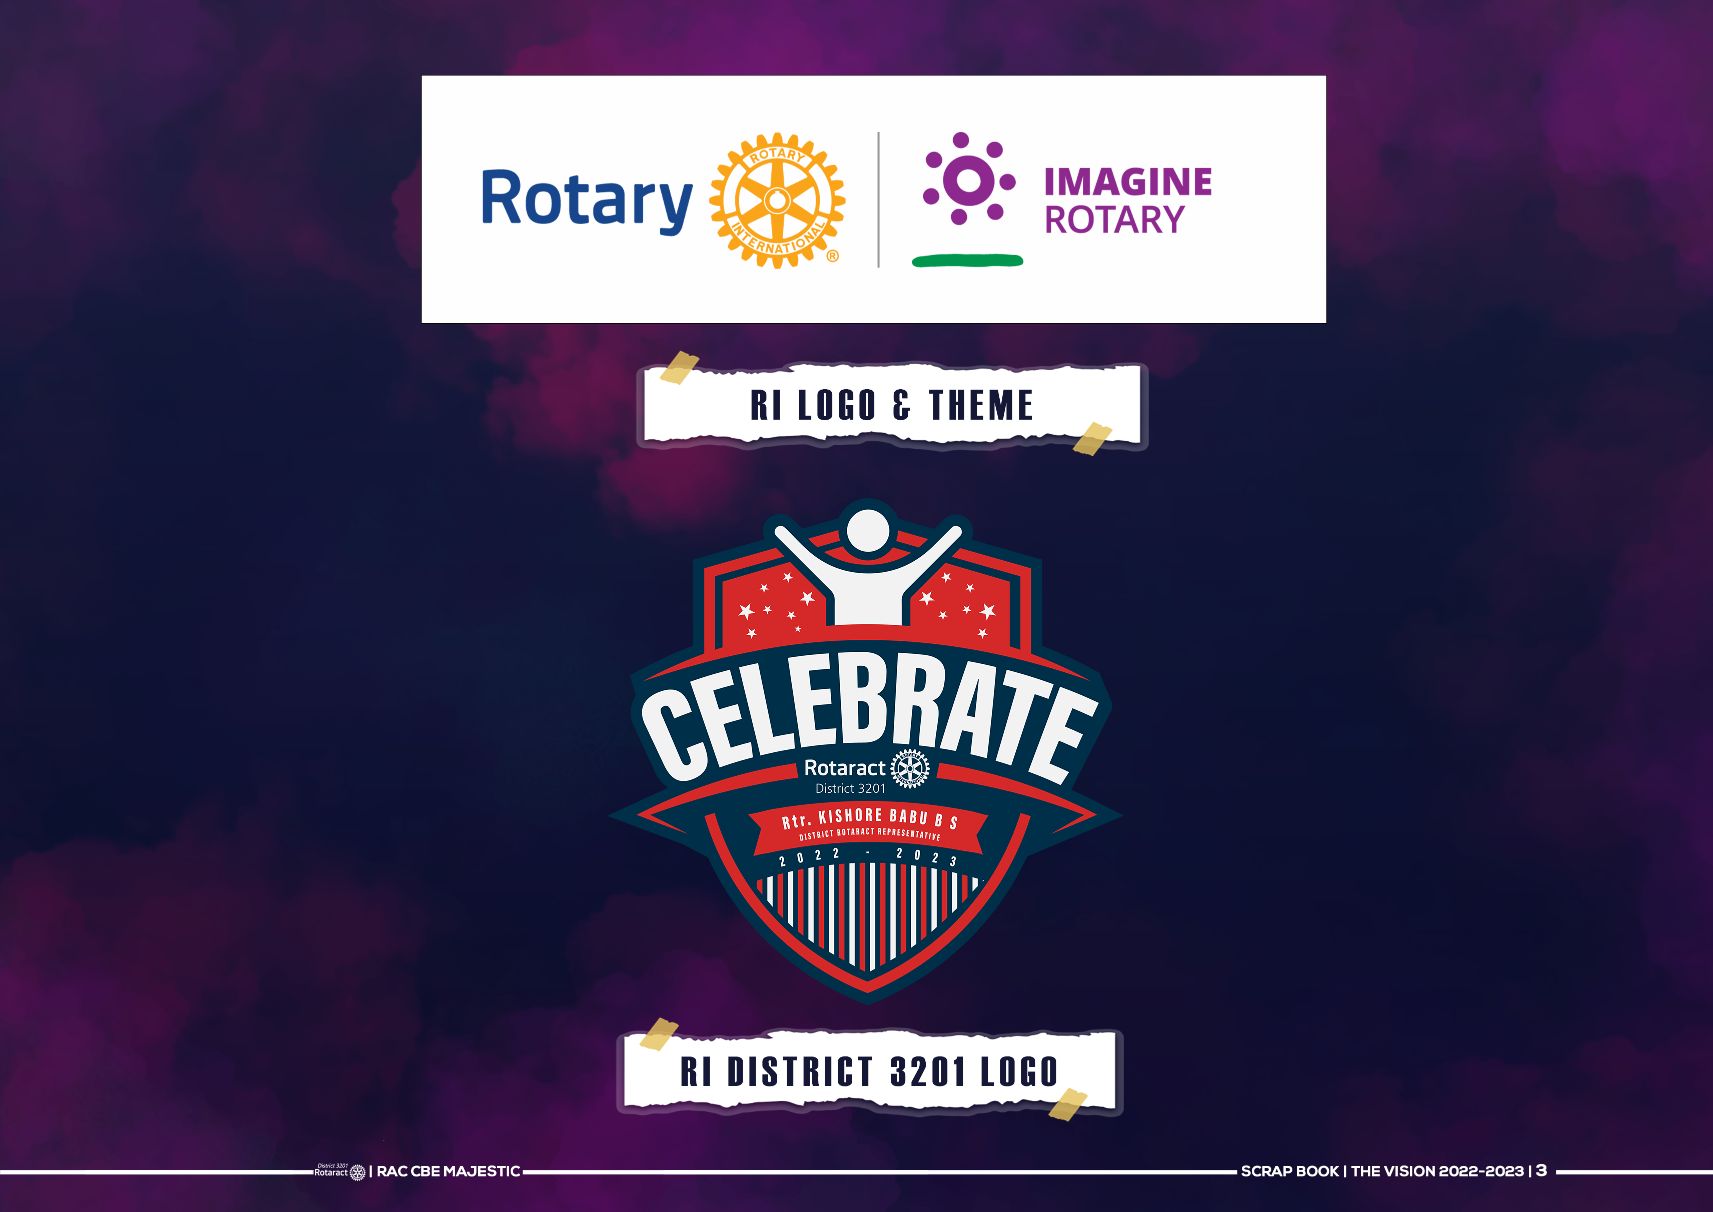 Rotary
ROTARY
INTERNATIONAL
®
IMAGINE
ROTARY
RI LOGO & THEME
CELEBRATE
Rotaract
District 3201
Rtr. KISHORE BABU B S
DISTRICT ROTARACT REPRESENTATIVE
2022 - 2023
RI DISTRICT 3201 LOGO
District 3201
Rotaract
| RAC CBE MAJESTIC
SCRAP BOOK | THE VISION 2022-2023 | 3